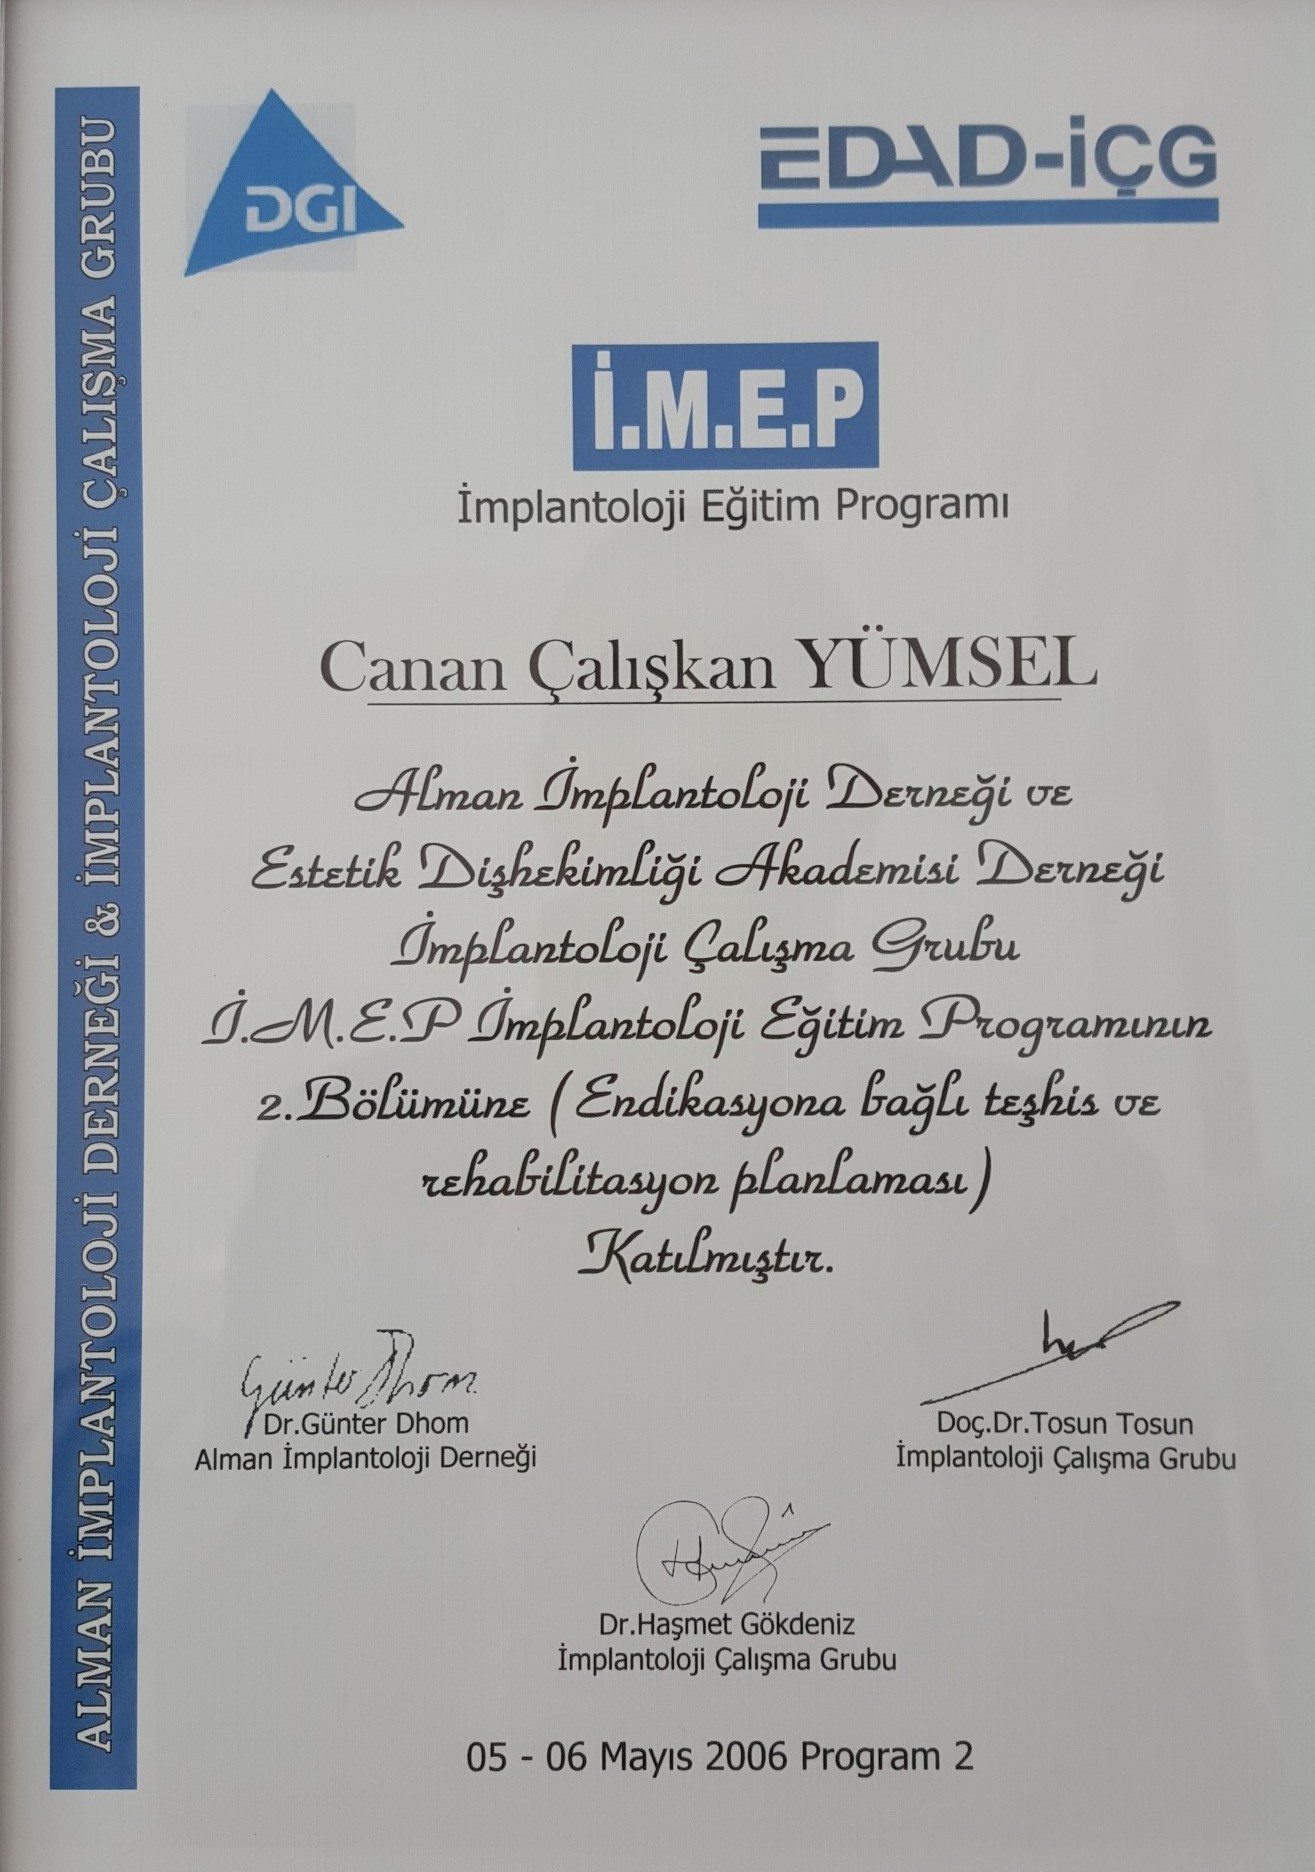 ALMAN İMPLANTOLOJİ DERNEĞİ & İMPLANTOLOJİ ÇALIŞMA GRUBU
DGI
EDAD-İÇG
İ.M.E.P
İmplantoloji Eğitim Programı
Canan Çalışkan YÜMSEL
Alman İmplantoloji Derneği ve
Estetik Dişhekimliği Akademisi Derneği
İmplantoloji Çalışma Grubu
İ.M.E.P İmplantoloji Eğitim Programının
2.Bölümüne (Endikasyona bağlı teşhis ve
rehabilitasyon planlaması)
Katılmıştır.
Günter Dhom
Dr.Günter Dhom
Alman İmplantoloji Derneği
Doç.Dr.Tosun Tosun
İmplantoloji Çalışma Grubu
Dr.Haşmet Gökdeniz
İmplantoloji Çalışma Grubu
05 - 06 Mayıs 2006 Program 2